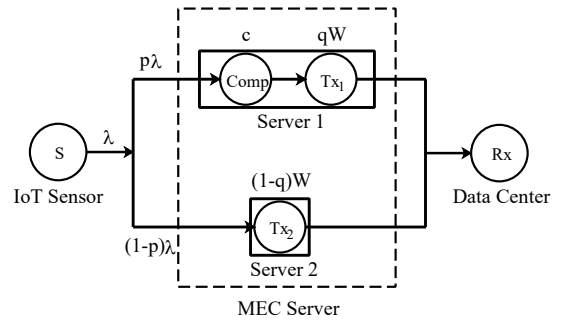 c
qW
pλ
Comp
Tx₁
Server 1
λ
S
Rx
IoT Sensor
Data Center
(1-q)W
Tx₂
(1-p)λ
Server 2
MEC Server